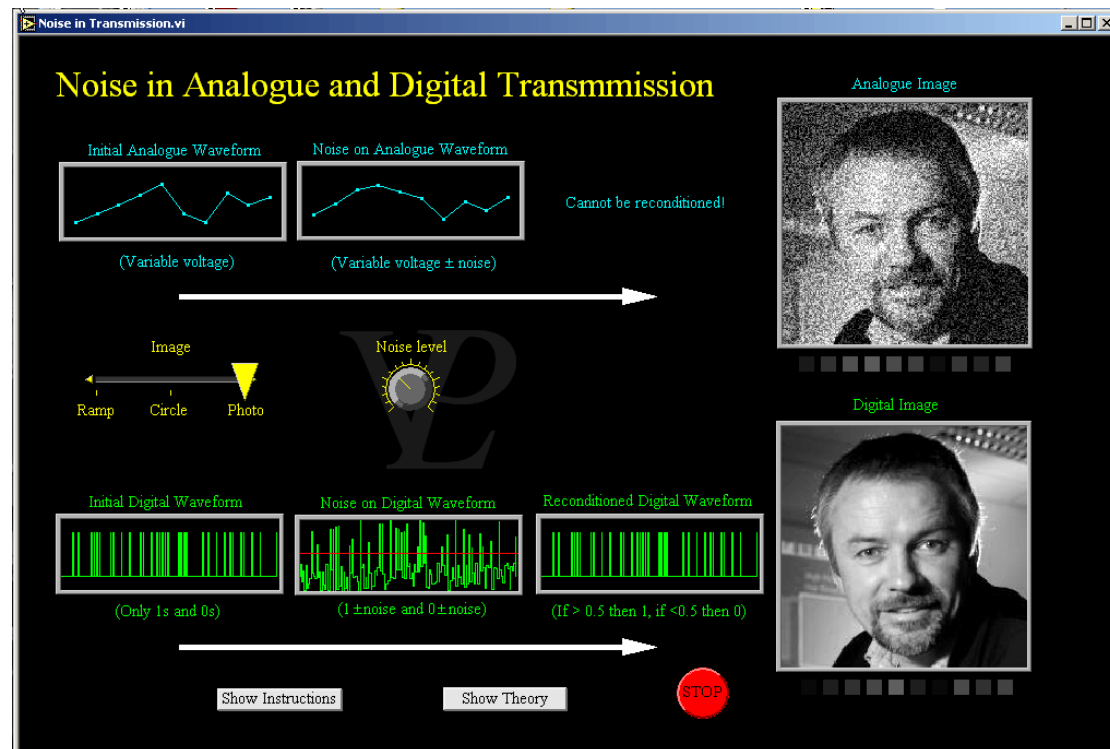 Noise in Transmission.vi
Noise in Analogue and Digital Transmmission
Analogue Image
Initial Analogue Waveform
Noise on Analogue Waveform
Cannot be reconditioned!
(Variable voltage)
(Variable voltage ± noise)
Image
Noise level
Ramp
Circle
Photo
VPL
Digital Image
Initial Digital Waveform
Noise on Digital Waveform
Reconditioned Digital Waveform
(Only 1s and 0s)
(1 ±noise and 0±noise)
(If > 0.5 then 1, if <0.5 then 0)
Show Instructions
Show Theory
STOP